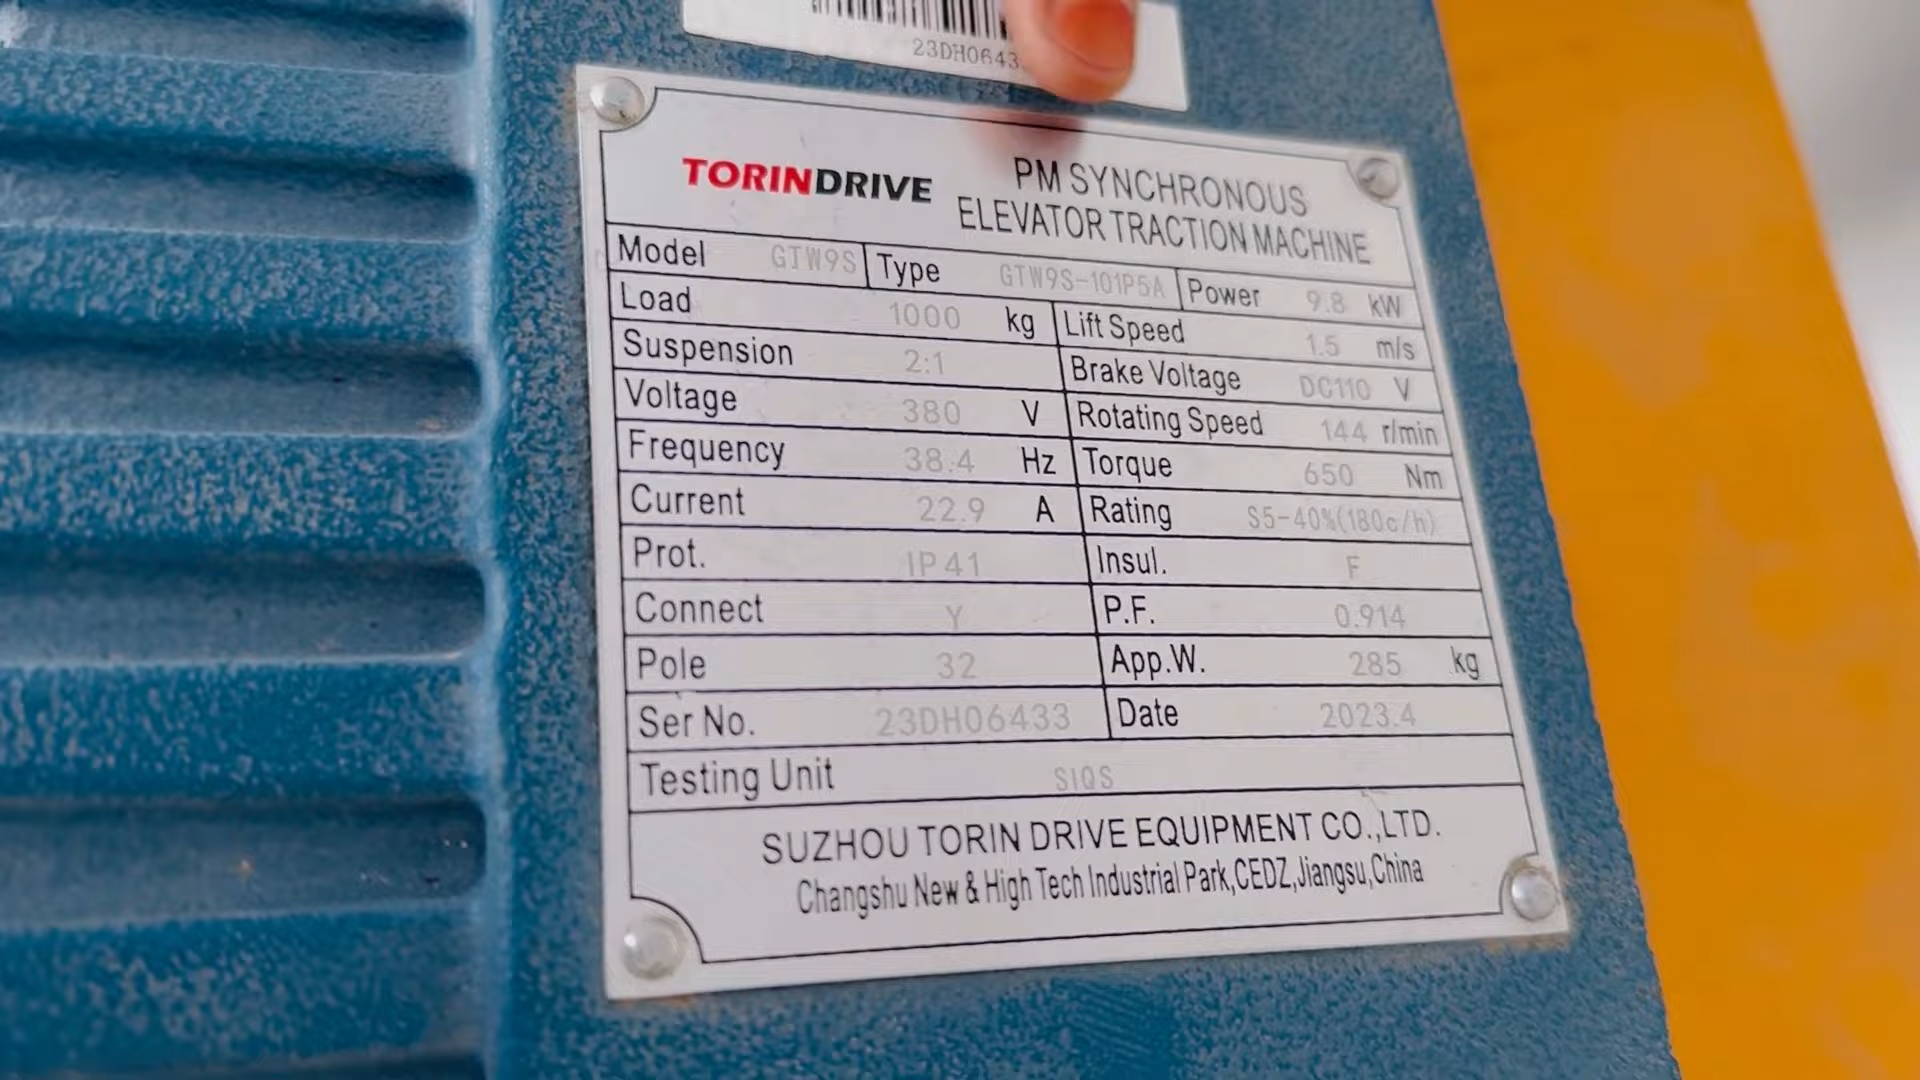 23DH0643
TORINDRIVE
PM SYNCHRONOUS
ELEVATOR TRACTION MACHINE
Model GTW9S Type GTW9S-101P5A Power 9.8 kW
Load 1000 kg Lift Speed 1.5 m/s
Suspension 2:1 Brake Voltage DC110 V
Voltage 380 V Rotating Speed 144 r/min
Frequency 38.4 Hz Torque 650 Nm
Current 22.9 A Rating S5-40%(180c/h)
Prot. IP41 Insul. F
Connect Y P.F. 0.914
Pole 32 App.W. 285 kg
Ser No. 23DH06433 Date 2023.4
Testing Unit SIQS
SUZHOU TORIN DRIVE EQUIPMENT CO.,LTD.
Changshu New & High Tech Industrial Park,CEDZ,Jiangsu,China